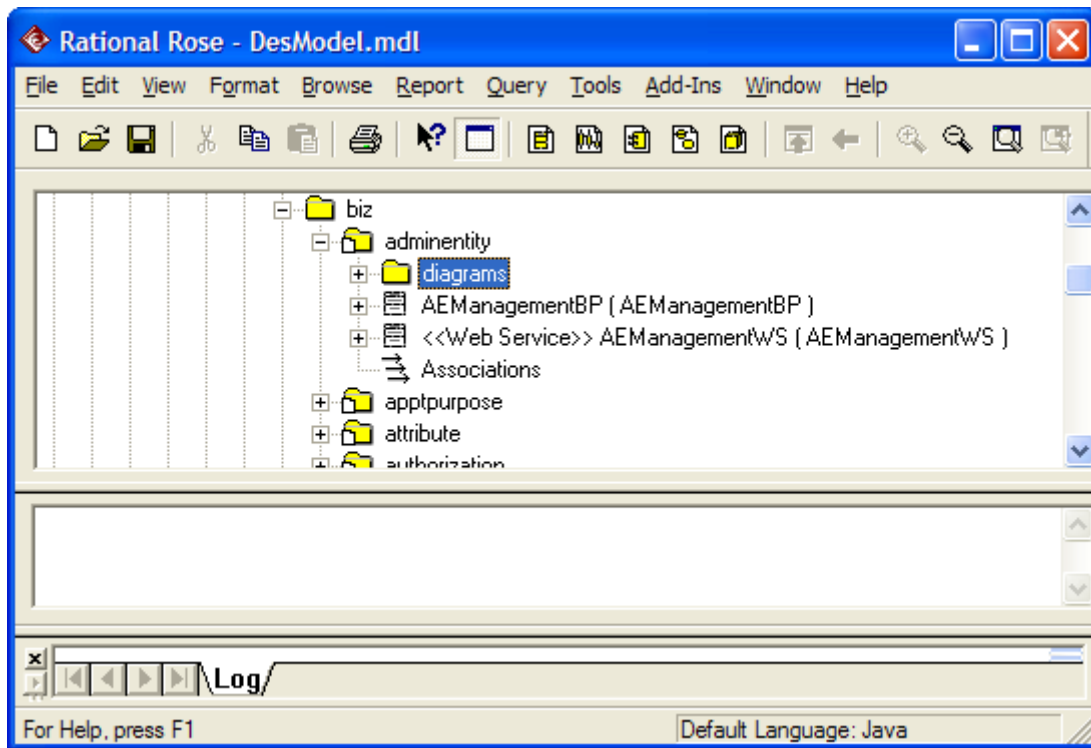 Rational Rose - DesModel.mdl
File Edit View Format Browse Report Query Tools Add-Ins Window Help
biz
adminentity
diagrams
AEManagementBP ( AEManagementBP )
<<Web Service>> AEManagementWS ( AEManagementWS )
Associations
apptpurpose
attribute
authorization
Log
For Help, press F1 Default Language: Java